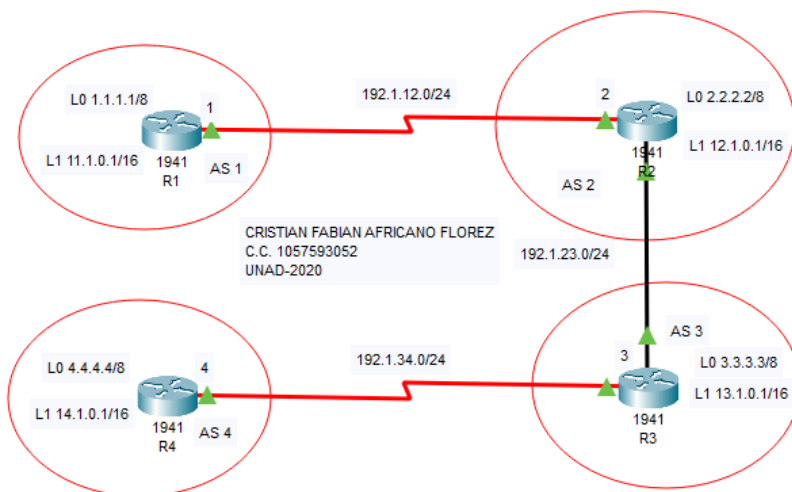 L0 1.1.1.1/8
1
1941
R1
L1 11.1.0.1/16
AS 1
192.1.12.0/24
2
L0 2.2.2.2/8
1941
R2
L1 12.1.0.1/16
AS 2
CRISTIAN FABIAN AFRICANO FLOREZ
C.C. 1057593052
UNAD-2020
192.1.23.0/24
L0 4.4.4.4/8
4
1941
R4
L1 14.1.0.1/16
AS 4
192.1.34.0/24
AS 3
3
L0 3.3.3.3/8
L1 13.1.0.1/16
1941
R3